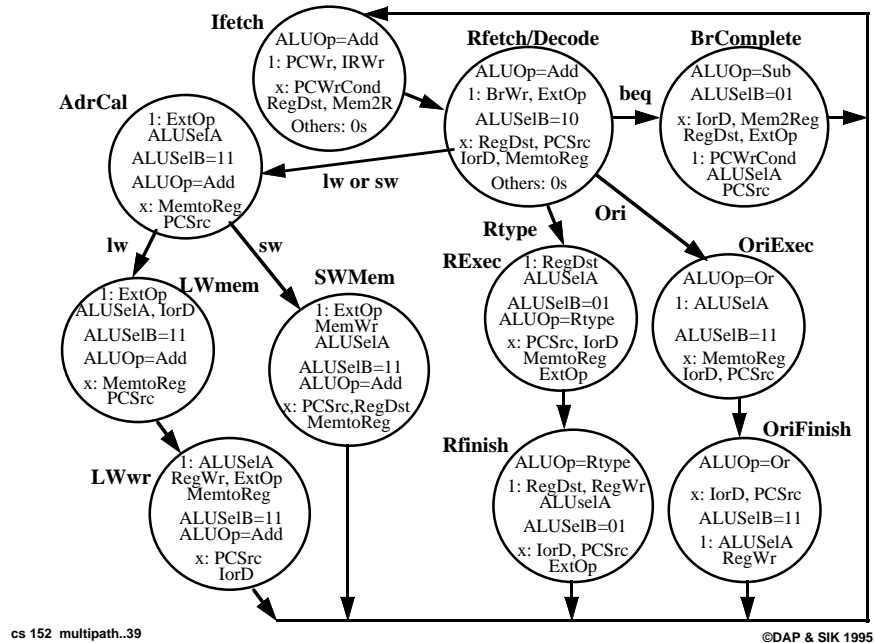 Ifetch
ALUOp=Add
1: PCWr, IRWr
x: PCWrCond
RegDst, Mem2R
Others: 0s
Rfetch/Decode
ALUOp=Add
1: BrWr, ExtOp
ALUSelB=10
x: RegDst, PCSrc
IorD, MemtoReg
Others: 0s
beq
BrComplete
ALUOp=Sub
ALUSelB=01
x: IorD, Mem2Reg
RegDst, ExtOp
1: PCWrCond
ALUSelA
PCSrc
AdrCal
1: ExtOp
ALUSelA
ALUSelB=11
ALUOp=Add
x: MemtoReg
PCSrc
lw or sw
lw
sw
Rtype
Ori
LWmem
1: ExtOp
ALUSelA, IorD
ALUSelB=11
ALUOp=Add
x: MemtoReg
PCSrc
SWMem
1: ExtOp
MemWr
ALUSelA
ALUSelB=11
ALUOp=Add
x: PCSrc,RegDst
MemtoReg
RExec
1: RegDst
ALUSelA
ALUSelB=01
ALUOp=Rtype
x: PCSrc, IorD
MemtoReg
ExtOp
OriExec
ALUOp=Or
1: ALUSelA
ALUSelB=11
x: MemtoReg
IorD, PCSrc
LWwr
1: ALUSelA
RegWr, ExtOp
MemtoReg
ALUSelB=11
ALUOp=Add
x: PCSrc
IorD
Rfinish
ALUOp=Rtype
1: RegDst, RegWr
ALUselA
ALUSelB=01
x: IorD, PCSrc
ExtOp
OriFinish
ALUOp=Or
x: IorD, PCSrc
ALUSelB=11
1: ALUSelA
RegWr
cs 152 multipath..39
©DAP & SIK 1995